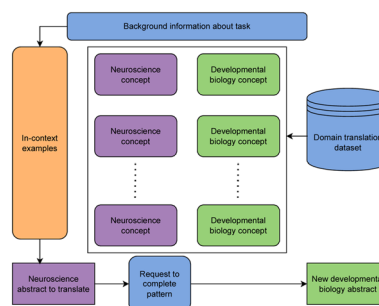 Background information about task
Neuroscience
concept
Developmental
biology concept
In-context
examples
Neuroscience
concept
Developmental
biology concept
Domain translation
dataset
Neuroscience
concept
Developmental
biology concept
Neuroscience
abstract to translate
Request to
complete
pattern
New developmental
biology abstract